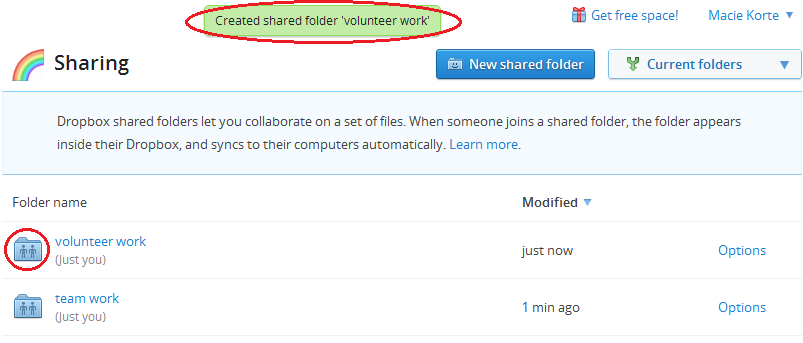 Created shared folder 'volunteer work'
Get free space!
Macie Korte
Sharing
New shared folder
Current folders
Dropbox shared folders let you collaborate on a set of files. When someone joins a shared folder, the folder appears
inside their Dropbox, and syncs to their computers automatically. Learn more.
Folder name
Modified
volunteer work
(Just you)
just now
Options
team work
(Just you)
1 min ago
Options